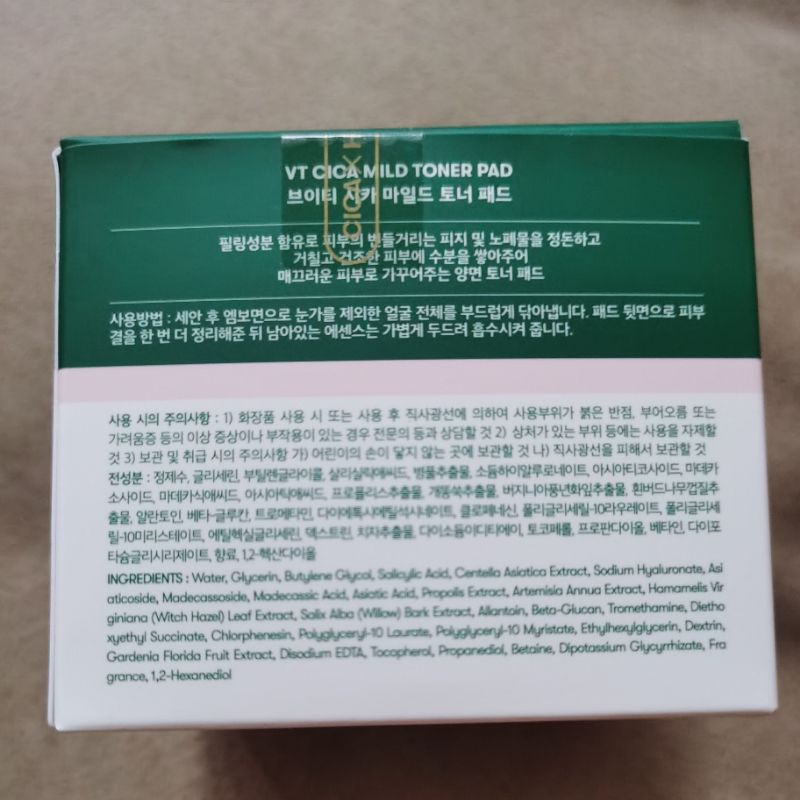 VT CICA MILD TONER PAD
브이티 시카 마일드 토너 패드
CICA X
필링성분 함유로 피부의 번들거리는 피지 및 노폐물을 정돈하고
거칠고 건조한 피부에 수분을 쌓아주어
매끄러운 피부로 가꾸어주는 양면 토너 패드
사용방법 : 세안 후 엠보면으로 눈가를 제외한 얼굴 전체를 부드럽게 닦아냅니다. 패드 뒷면으로 피부
결을 한 번 더 정리해준 뒤 남아있는 에센스는 가볍게 두드려 흡수시켜 줍니다.
사용 시의 주의사항 : 1) 화장품 사용 시 또는 사용 후 직사광선에 의하여 사용부위가 붉은 반점, 부어오름 또는
가려움증 등의 이상 증상이나 부작용이 있는 경우 전문의 등과 상담할 것 2) 상처가 있는 부위 등에는 사용을 자제할
것 3) 보관 및 취급 시의 주의사항 가) 어린이의 손이 닿지 않는 곳에 보관할 것 나) 직사광선을 피해서 보관할 것
전성분 : 정제수, 글리세린, 부틸렌글라이콜, 살리실릭애씨드, 병풀추출물, 소듐하이알루로네이트, 아시아티코사이드, 마데카
소사이드, 마데카식애씨드, 아시아틱애씨드, 프로폴리스추출물, 개똥쑥추출물, 버지니아풍년화잎추출물, 흰버드나무껍질추
출물, 알란토인, 베타-글루칸, 트로메타민, 다이에톡시에틸석시네이트, 클로페네신, 폴리글리세릴-10라우레이트, 폴리글리세
릴-10미리스테이트, 에틸헥실글리세린, 덱스트린, 치자추출물, 다이소듐이디티에이, 토코페롤, 프로판다이올, 베타인, 다이포
타슘글리시리제이트, 향료, 1,2-헥산다이올
INGREDIENTS : Water, Glycerin, Butylene Glycol, Salicylic Acid, Centella Asiatica Extract, Sodium Hyaluronate, Asi
aticoside, Madecassoside, Madecassic Acid, Asiatic Acid, Propolis Extract, Artemisia Annua Extract, Hamamelis Vir
giniana (Witch Hazel) Leaf Extract, Salix Alba (Willow) Bark Extract, Allantoin, Beta-Glucan, Tromethamine, Dietho
xyethyl Succinate, Chlorphenesin, Polyglyceryl-10 Laurate, Polyglyceryl-10 Myristate, Ethylhexylglycerin, Dextrin,
Gardenia Florida Fruit Extract, Disodium EDTA, Tocopherol, Propanediol, Betaine, Dipotassium Glycyrrhizate, Fra
grance, 1,2-Hexanediol